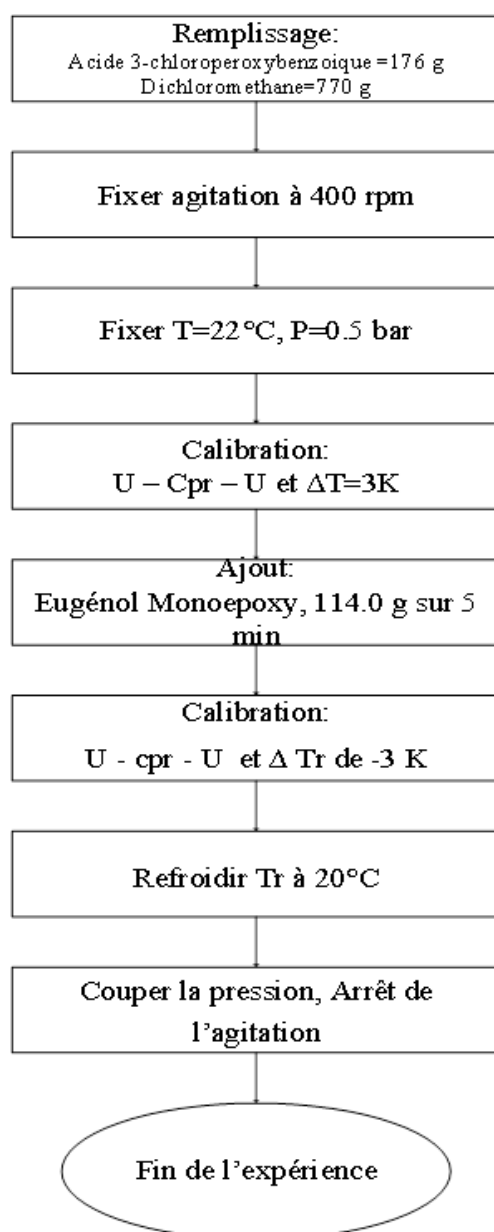 Remplissage:
Acide 3-chloroperoxybenzoique =176 g
Dichloromethane=770 g
Fixer agitation à 400 rpm
Fixer T=22°C, P=0.5 bar
Calibration:
U – Cpr – U et ΔT=3K
Ajout:
Eugénol Monoepoxy, 114.0 g sur 5
min
Calibration:
U - cpr - U et Δ Tr de -3 K
Refroidir Tr à 20°C
Couper la pression, Arrêt de
l'agitation
Fin de l'expérience